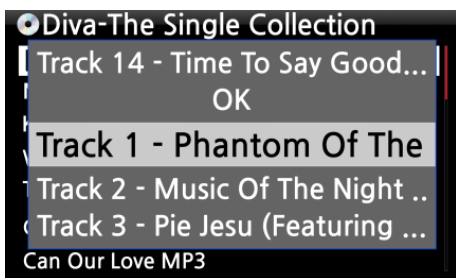 Diva-The Single Collection
Track 14 - Time To Say Good...
OK
Track 1 - Phantom Of The
Track 2 - Music Of The Night ..
Track 3 - Pie Jesu (Featuring ...
Can Our Love MP3